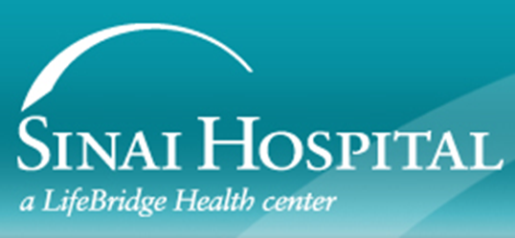 SINAI HOSPITAL
a LifeBridge Health center